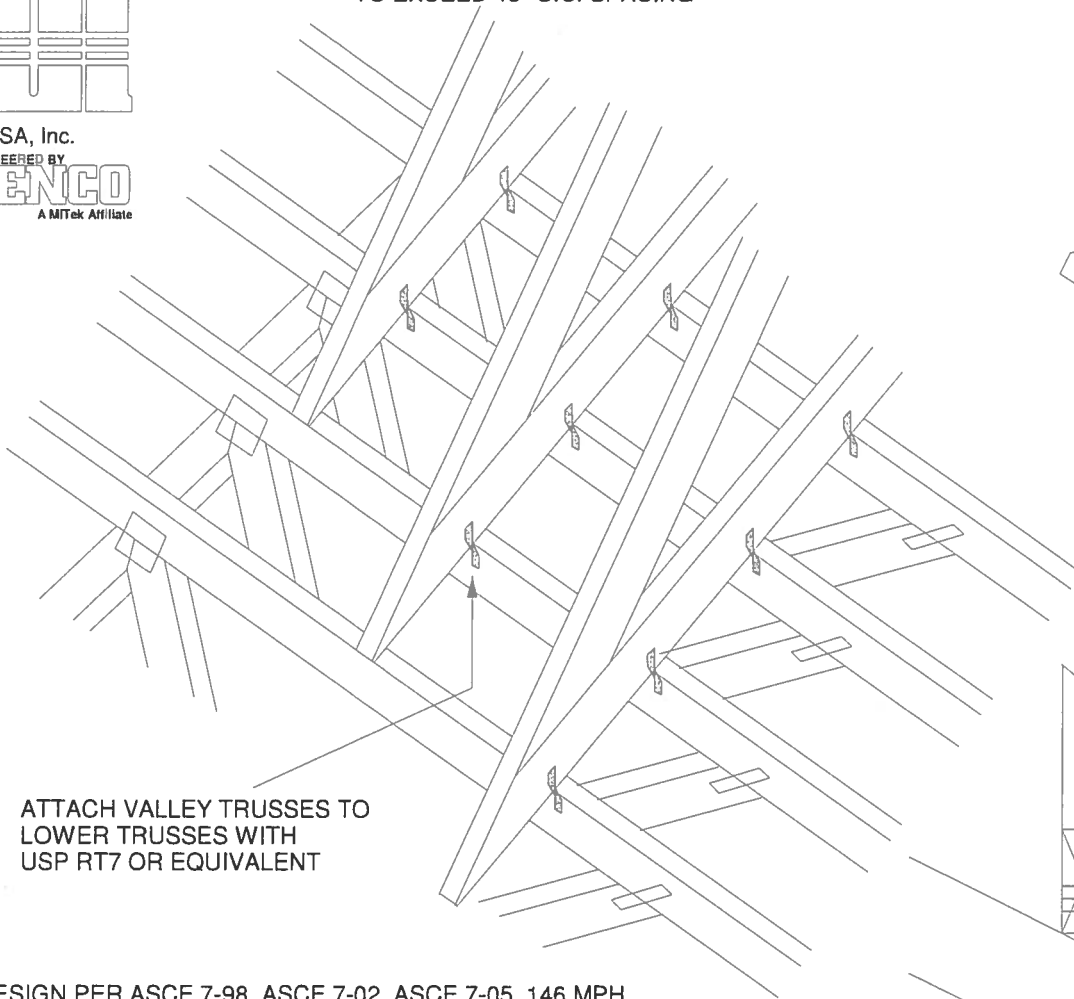 SA, Inc.
EERED BY
ENCO
A MiTek Affiliate
ATTACH VALLEY TRUSSES TO
LOWER TRUSSES WITH
USP RT7 OR EQUIVALENT
ESIGN PER ASCE 7-98, ASCE 7-02, ASCE 7-05 146 MPH